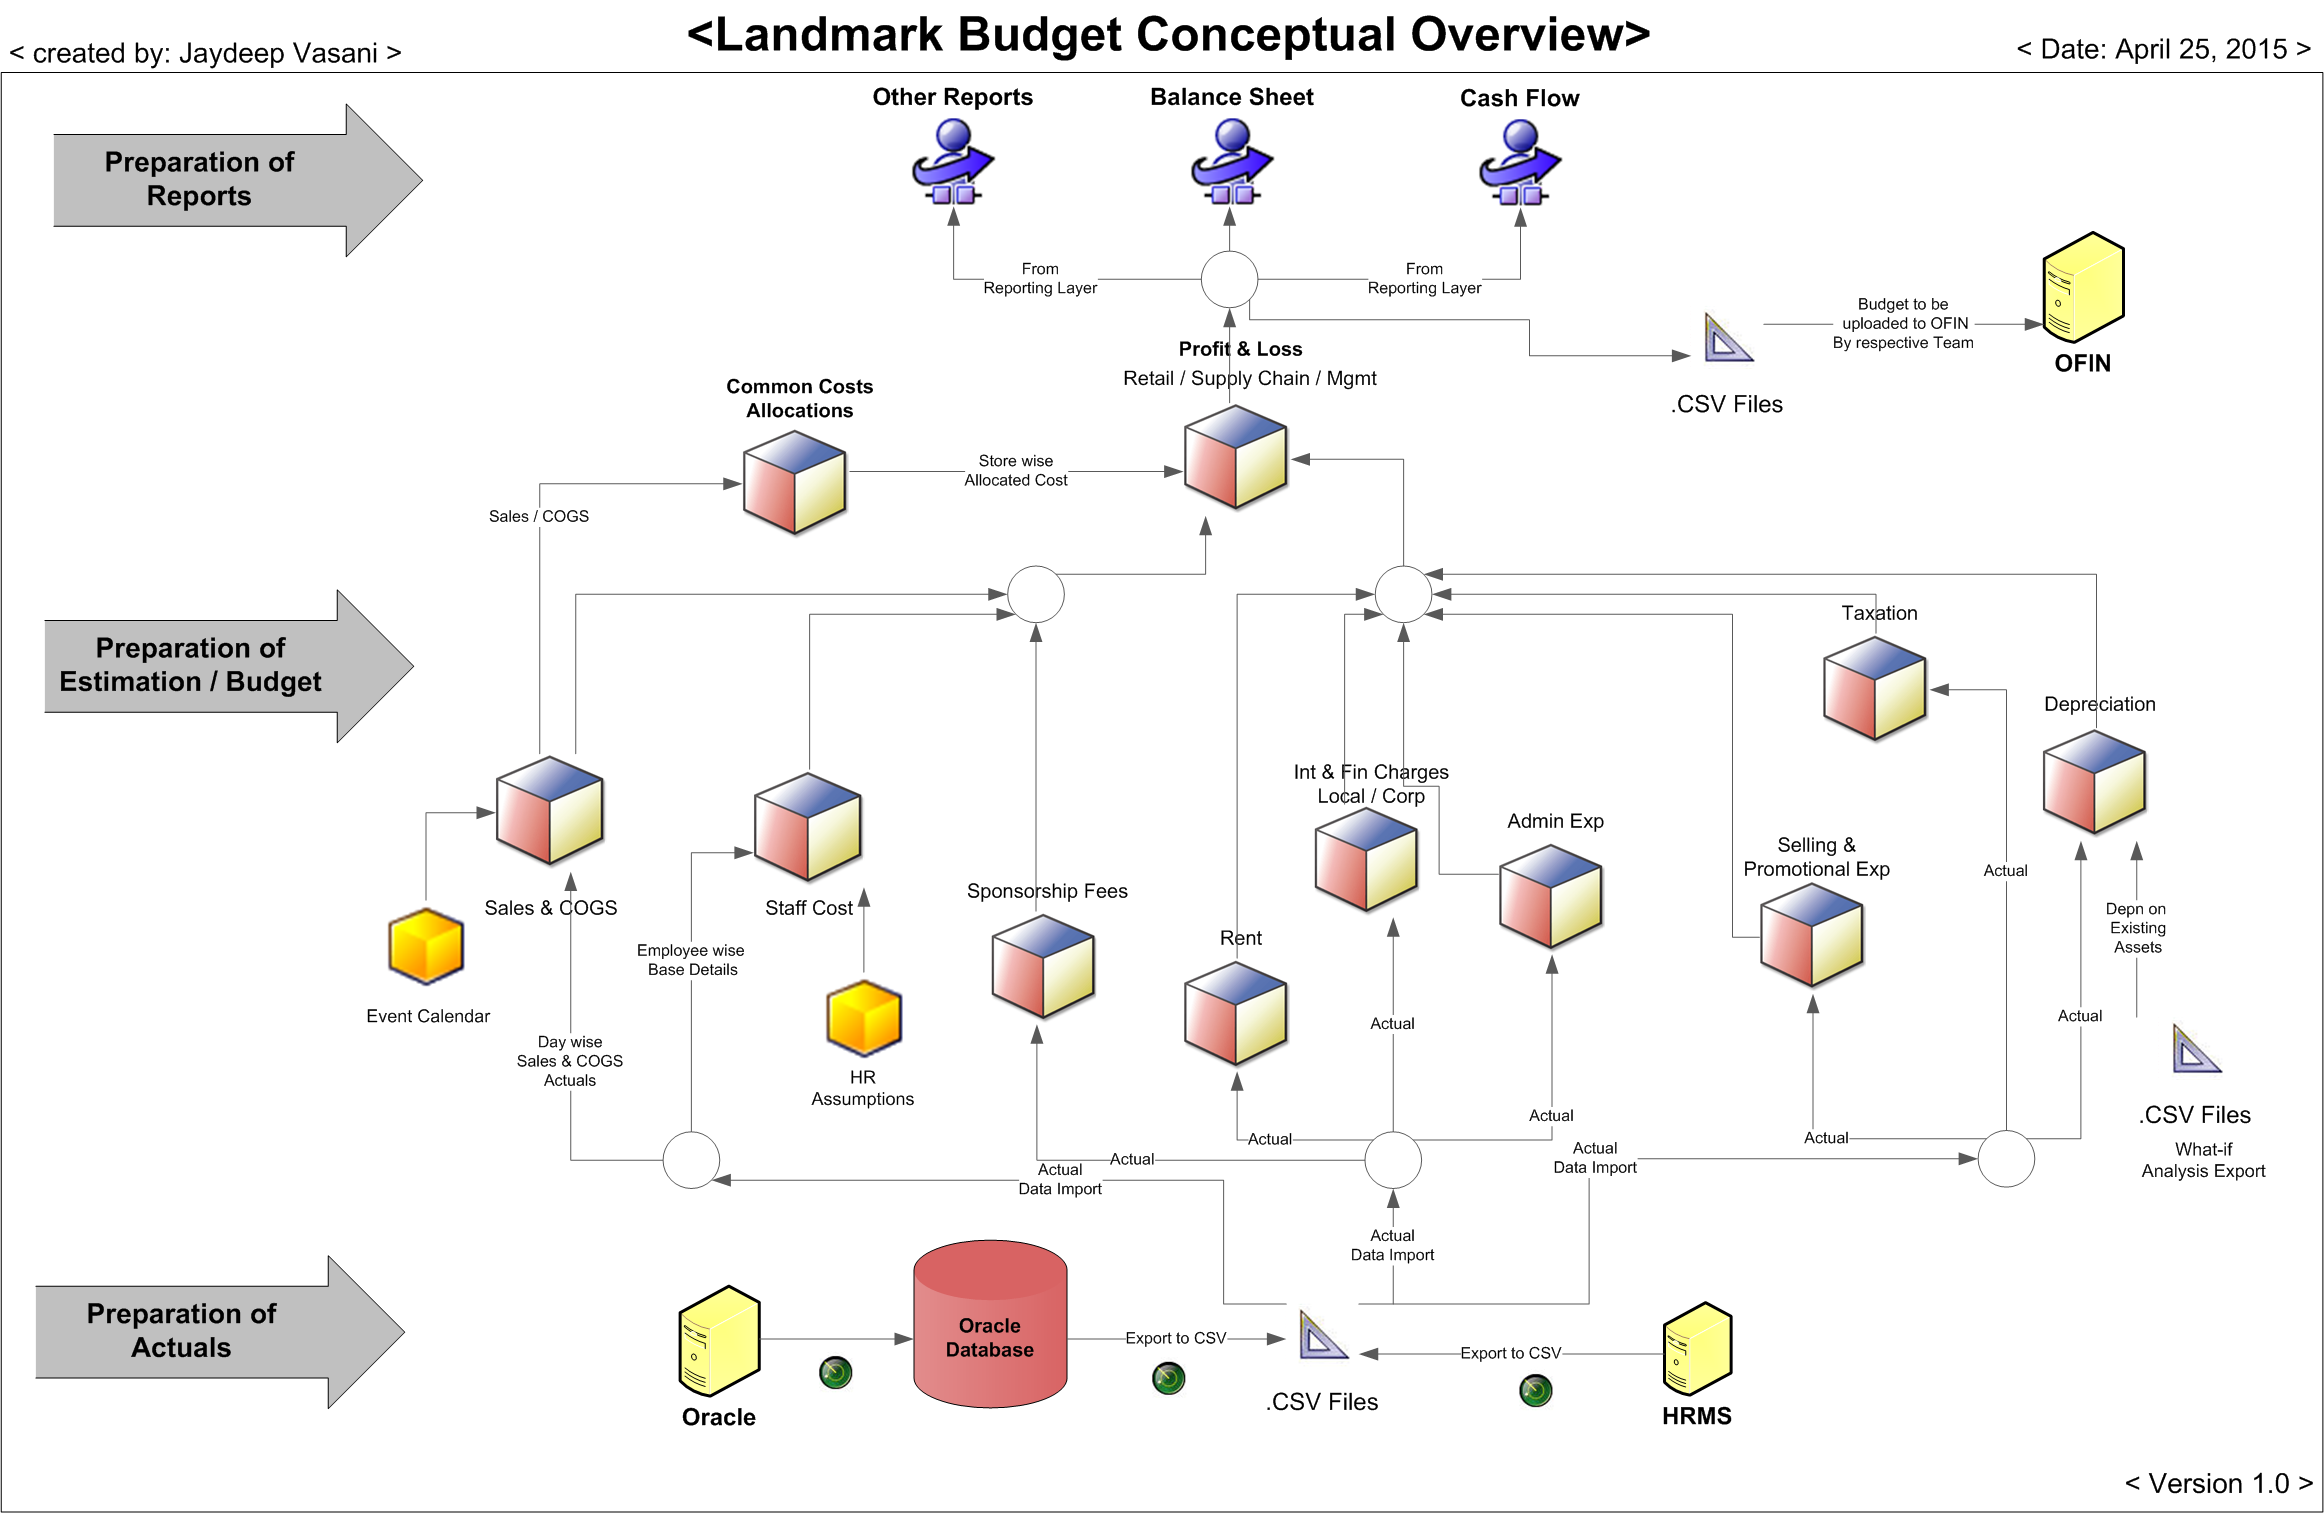 <Landmark Budget Conceptual Overview>
< created by: Jaydeep Vasani >
< Date: April 25, 2015 >
Other Reports
Balance Sheet
Cash Flow
Preparation of
Reports
From
Reporting Layer
From
Reporting Layer
Budget to be
uploaded to OFIN
By respective Team
OFIN
.CSV Files
Profit & Loss
Retail / Supply Chain / Mgmt
Common Costs
Allocations
Store wise
Allocated Cost
Sales / COGS
Preparation of
Estimation / Budget
Taxation
Depreciation
Int & Fin Charges
Local / Corp
Admin Exp
Selling &
Promotional Exp
Actual
Sales & COGS
Staff Cost
Sponsorship Fees
Rent
Depn on
Existing
Assets
Employee wise
Base Details
Event Calendar
Actual
Actual
Day wise
Sales & COGS
Actuals
HR
Assumptions
.CSV Files
What-if
Analysis Export
Actual
Actual
Actual
Actual
Actual
Data Import
Actual
Data Import
Actual
Data Import
Preparation of
Actuals
Oracle
Oracle
Database
Export to CSV
.CSV Files
Export to CSV
HRMS
< Version 1.0 >